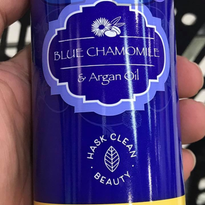 BLUE CHAMOMILE
& Argan Oil
HASK CLEAN
BEAUTY